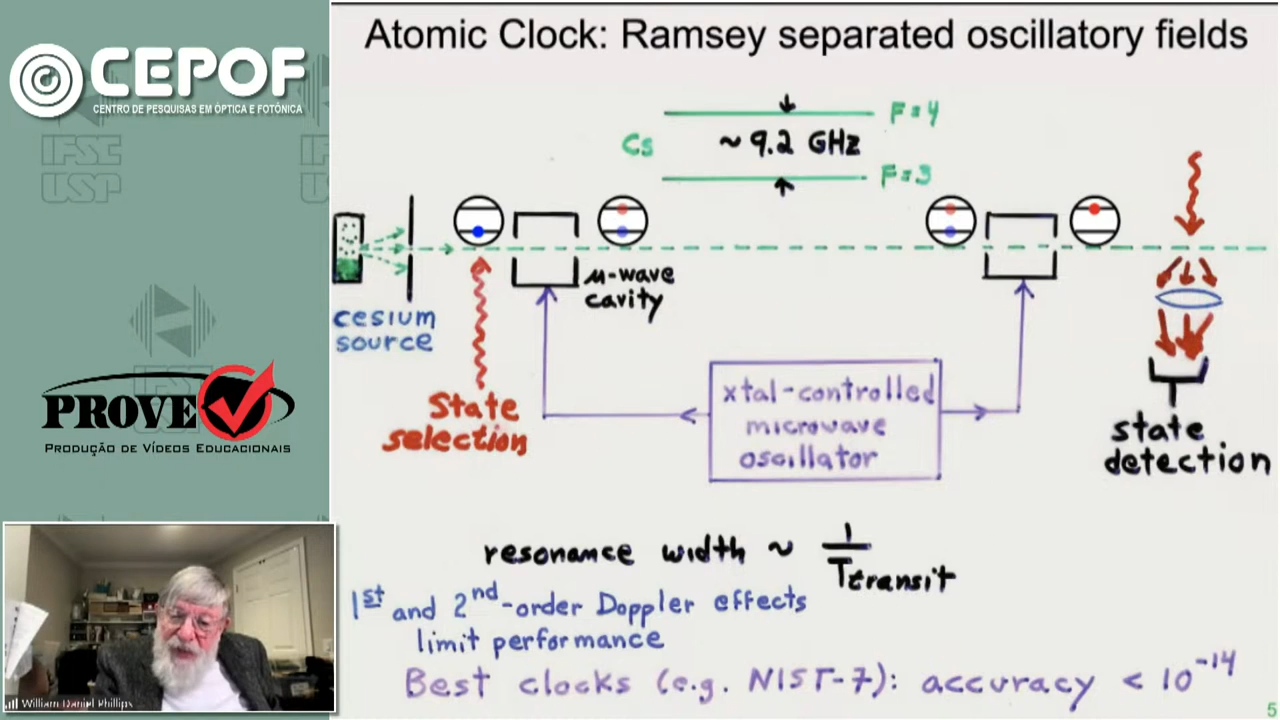 Atomic Clock: Ramsey separated oscillatory fields
CEPOF
CENTRO DE PESQUISAS EM ÓPTICA E FOTÔNICA
IFSC
USP
F=4
Cs
~ 9.2 GHz
F=3
μ-wave
cavity
cesium
source
State
selection
xtal-controlled
microwave
oscillator
state
detection
PROVE
PRODUÇÃO DE VÍDEOS EDUCACIONAIS
resonance width ~ 1/Ttransit
1st and 2nd-order Doppler effects
limit performance
Best clocks (e.g. NIST-7): accuracy < 10^-14
William Daniel Phillips
5